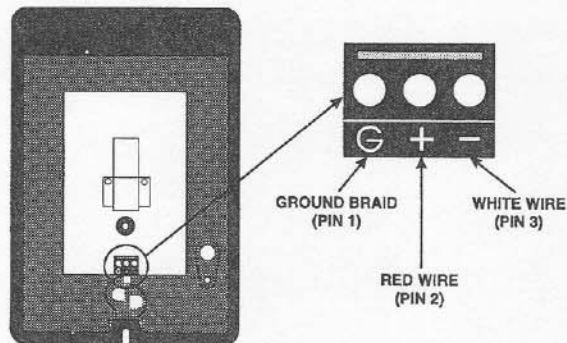 G + −
GROUND BRAID
(PIN 1)
WHITE WIRE
(PIN 3)
RED WIRE
(PIN 2)